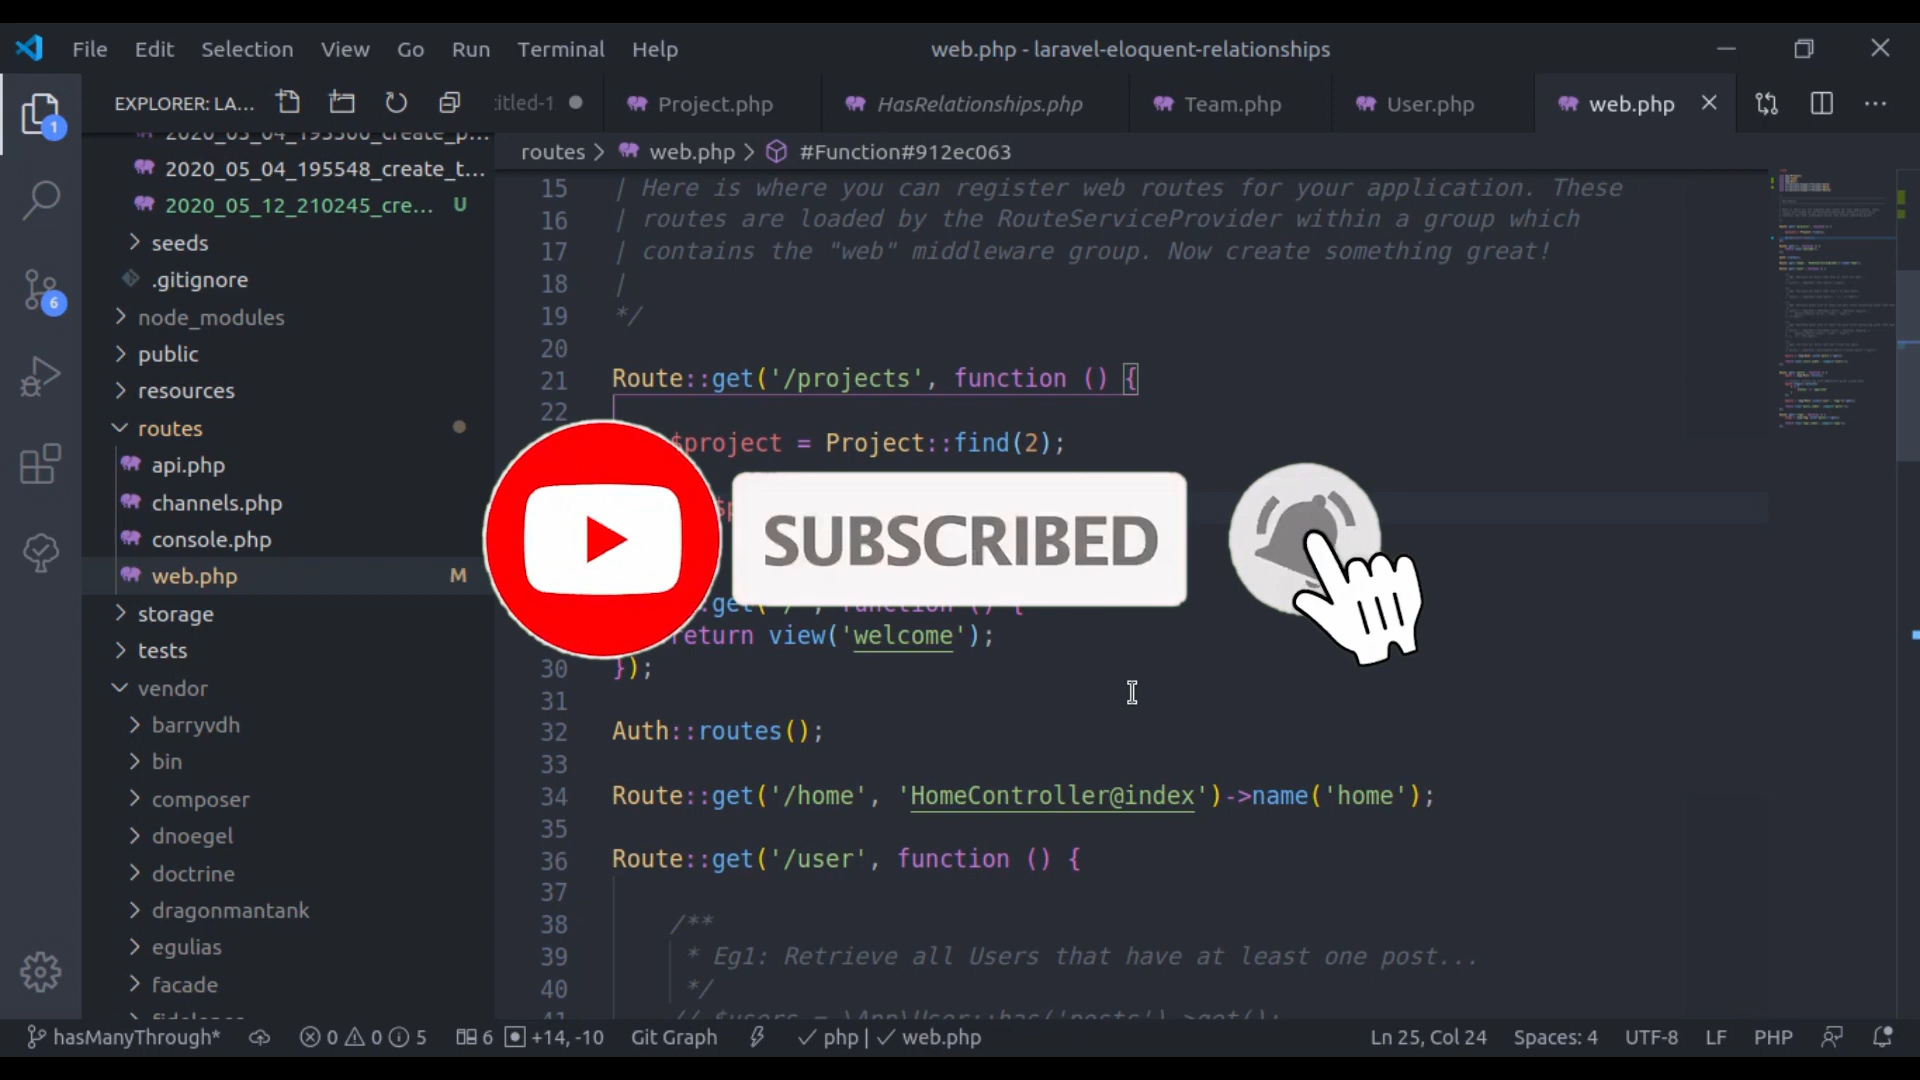 File Edit Selection View Go Run Terminal Help
web.php - laravel-eloquent-relationships
EXPLORER: LA...
Project.php
HasRelationships.php
Team.php
User.php
web.php
routes > web.php > #Function#912ec063
2020_05_04_195548_create_t...
2020_05_12_210245_cre... U
seeds
.gitignore
node_modules
public
resources
routes
api.php
channels.php
console.php
web.php M
storage
tests
vendor
barryvdh
bin
composer
dnoegel
doctrine
dragonmantank
egulias
facade
1
6
15 | Here is where you can register web routes for your application. These
16 | routes are loaded by the RouteServiceProvider within a group which
17 | contains the "web" middleware group. Now create something great!
18 |
19 */
20
21 Route::get('/projects', function () {
22
$project = Project::find(2);
SUBSCRIBED
return view('welcome');
30 });
31
32 Auth::routes();
33
34 Route::get('/home', 'HomeController@index')->name('home');
35
36 Route::get('/user', function () {
37
38 /**
39 * Eg1: Retrieve all Users that have at least one post...
40 */
hasManyThrough* 0 0 5 6 +14, -10 Git Graph php | web.php Ln 25, Col 24 Spaces: 4 UTF-8 LF PHP